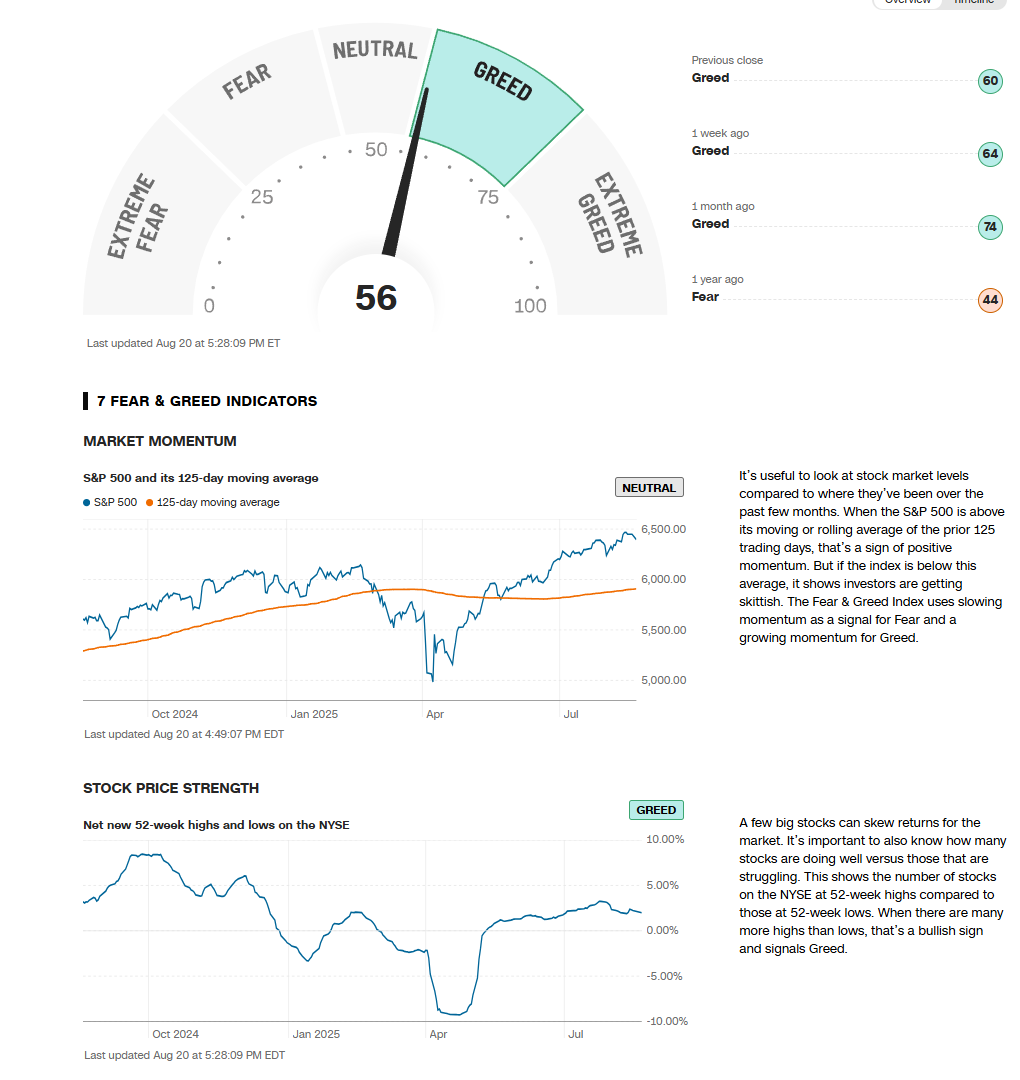 Overview Timeline
EXTREME FEAR
FEAR
NEUTRAL
GREED
EXTREME GREED
0
25
50
75
100
56
Last updated Aug 20 at 5:28:09 PM ET
Previous close
Greed 60
1 week ago
Greed 64
1 month ago
Greed 74
1 year ago
Fear 44
7 FEAR & GREED INDICATORS
MARKET MOMENTUM
S&P 500 and its 125-day moving average
NEUTRAL
S&P 500 125-day moving average
6,500.00
6,000.00
5,500.00
5,000.00
Oct 2024 Jan 2025 Apr Jul
Last updated Aug 20 at 4:49:07 PM EDT
It's useful to look at stock market levels
compared to where they've been over the
past few months. When the S&P 500 is above
its moving or rolling average of the prior 125
trading days, that's a sign of positive
momentum. But if the index is below this
average, it shows investors are getting
skittish. The Fear & Greed Index uses slowing
momentum as a signal for Fear and a
growing momentum for Greed.
STOCK PRICE STRENGTH
Net new 52-week highs and lows on the NYSE
GREED
10.00%
5.00%
0.00%
-5.00%
-10.00%
Oct 2024 Jan 2025 Apr Jul
Last updated Aug 20 at 5:28:09 PM EDT
A few big stocks can skew returns for the
market. It's important to also know how many
stocks are doing well versus those that are
struggling. This shows the number of stocks
on the NYSE at 52-week highs compared to
those at 52-week lows. When there are many
more highs than lows, that's a bullish sign
and signals Greed.